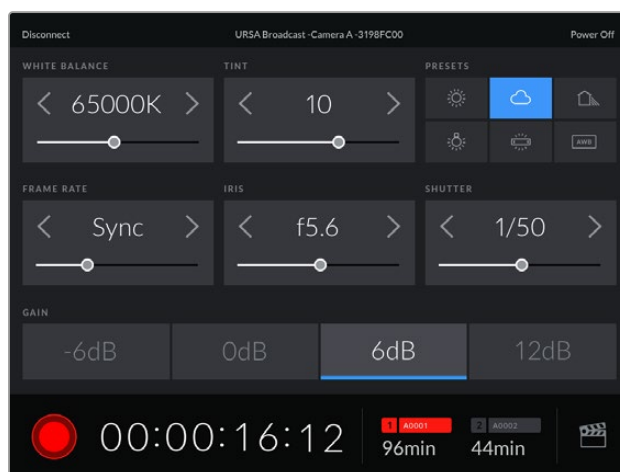 Disconnect URSA Broadcast -Camera A -3198FC00 Power Off
WHITE BALANCE TINT PRESETS
65000K 10
AWB
FRAME RATE IRIS SHUTTER
Sync f5.6 1/50
GAIN
-6dB 0dB 6dB 12dB
00:00:16:12 1 A0001 2 A0002
96min 44min